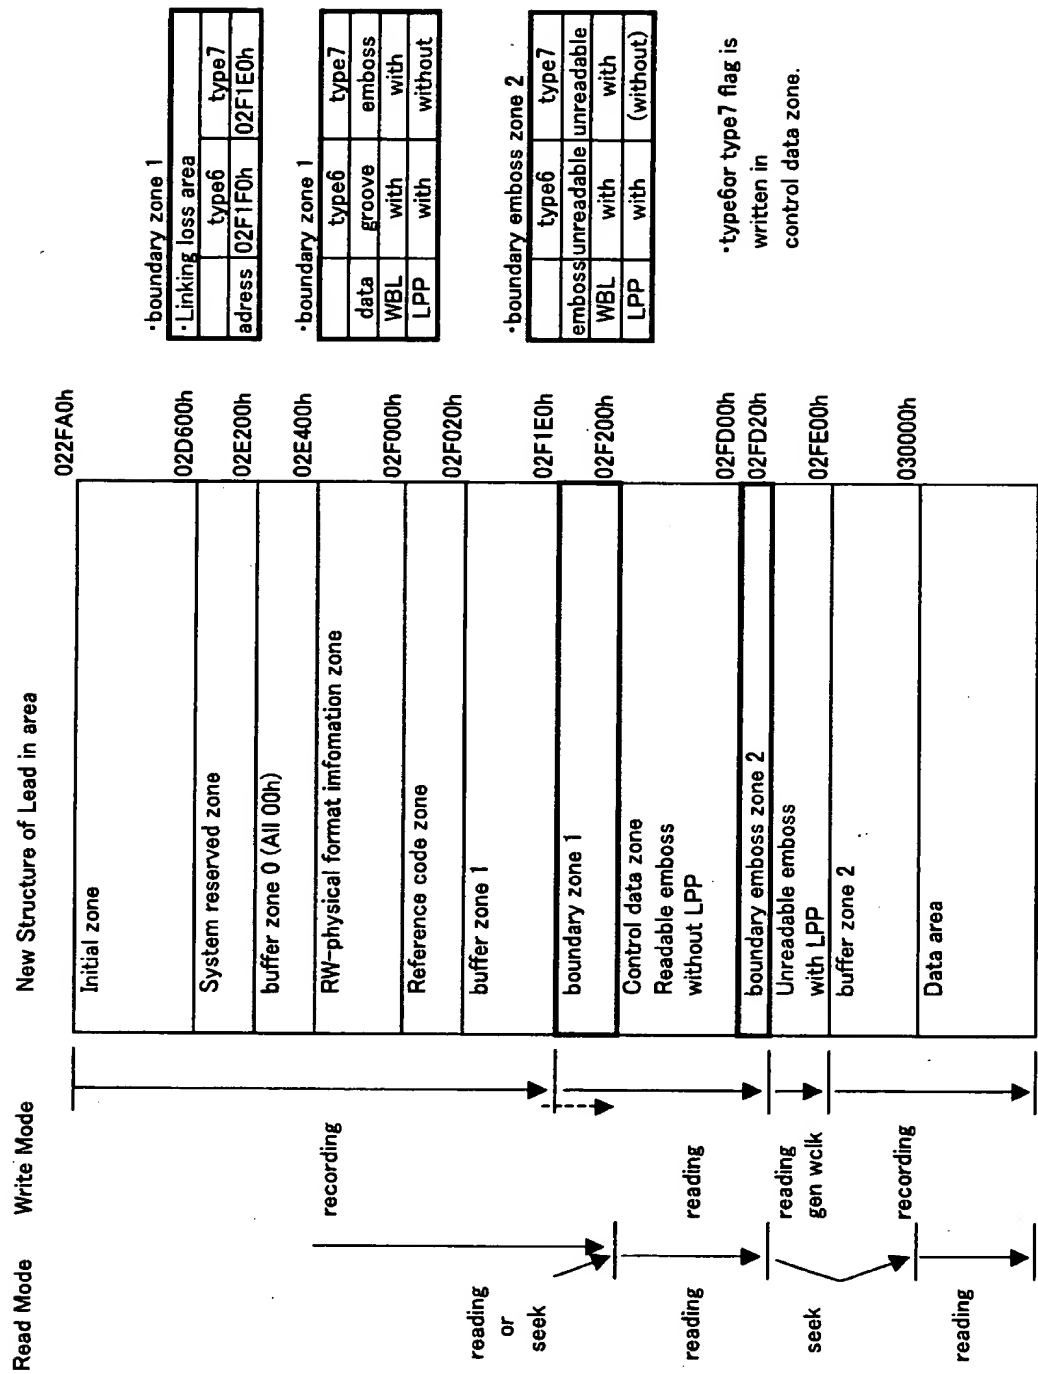 Read Mode
Write Mode
New Structure of Lead in area
022FA0h
Initial zone
02D600h
System reserved zone
02E200h
buffer zone 0 (All 00h)
02E400h
RW-physical format imfomation zone
02F000h
Reference code zone
02F020h
buffer zone 1
02F1E0h
boundary zone 1
02F200h
Control data zone
Readable emboss
without LPP
02FD00h
boundary emboss zone 2
02FD20h
Unreadable emboss
with LPP
02FE00h
buffer zone 2
030000h
Data area
recording
reading
reading
gen wclk
recording
reading
or
seek
reading
seek
reading
・boundary zone 1
・Linking loss area
type6 type7
adress 02F1F0h 02F1E0h
・boundary zone 1
type6 type7
data groove emboss
WBL with with
LPP with without
・boundary emboss zone 2
type6 type7
emboss unreadable unreadable
WBL with with
LPP with (without)
・type6or type7 flag is
written in
control data zone.